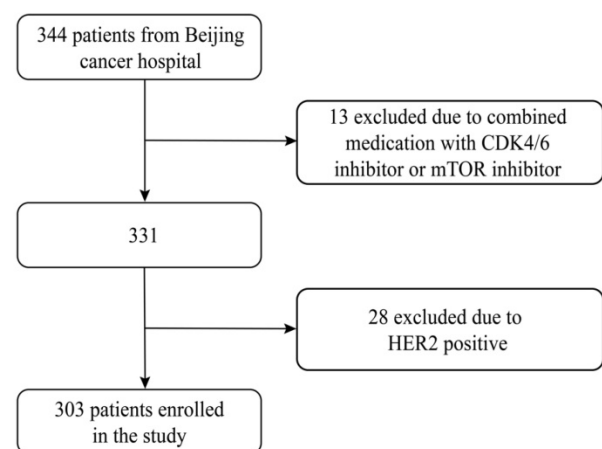 344 patients from Beijing
cancer hospital
13 excluded due to combined
medication with CDK4/6
inhibitor or mTOR inhibitor
331
28 excluded due to
HER2 positive
303 patients enrolled
in the study